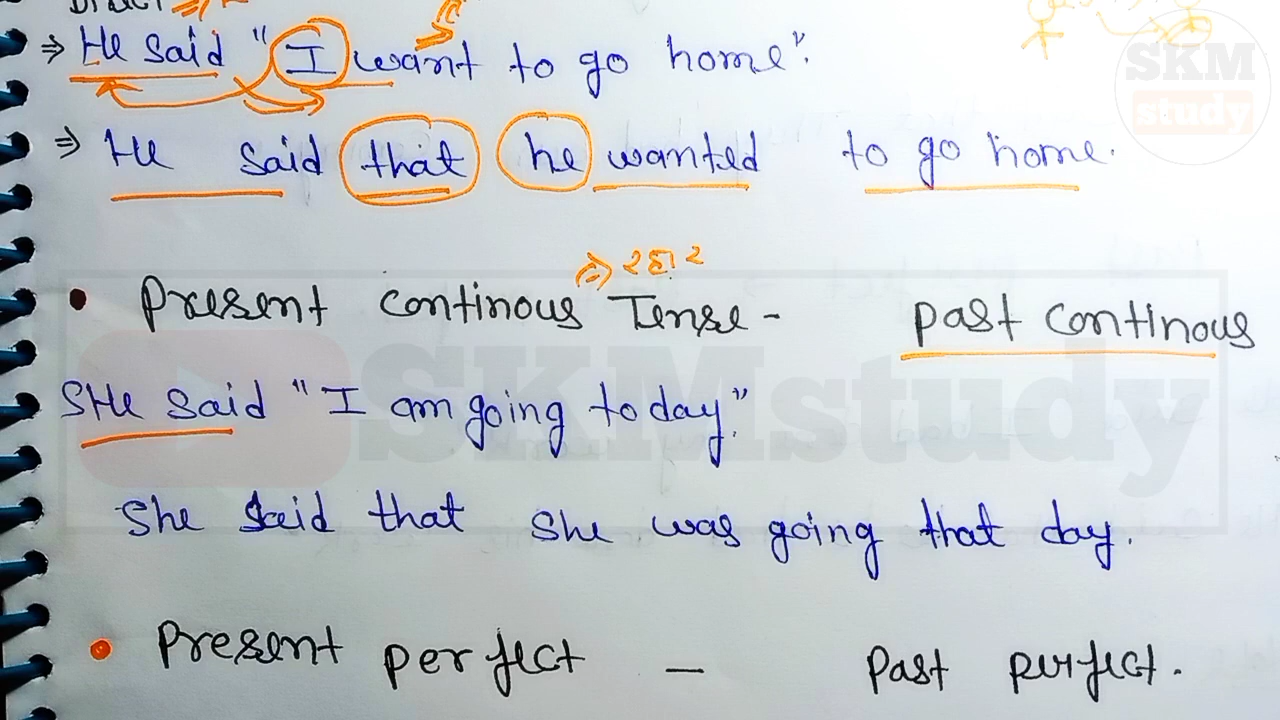 ⇒ He said "I want to go home".
SKM
study
⇒ He said that he wanted to go home.
• Present continous Tense - Past continous
SKMstudy
SHe said "I am going today".
She said that she was going that day.
• Present perfect — Past perfect.